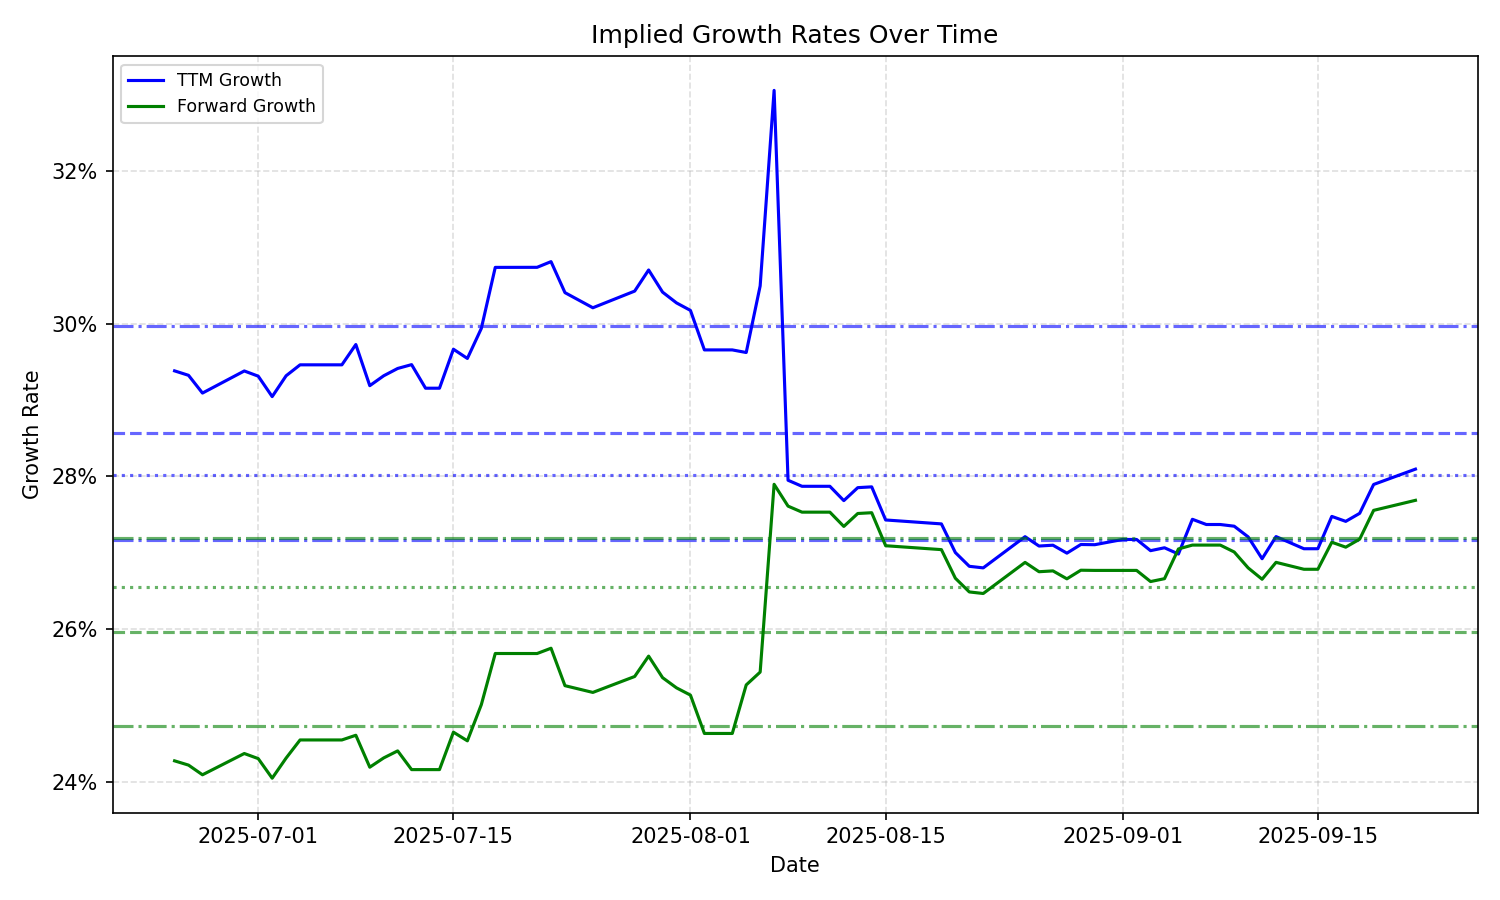 Implied Growth Rates Over Time
TTM Growth
Forward Growth
32%
30%
28%
26%
24%
Growth Rate
2025-07-01
2025-07-15
2025-08-01
2025-08-15
2025-09-01
2025-09-15
Date